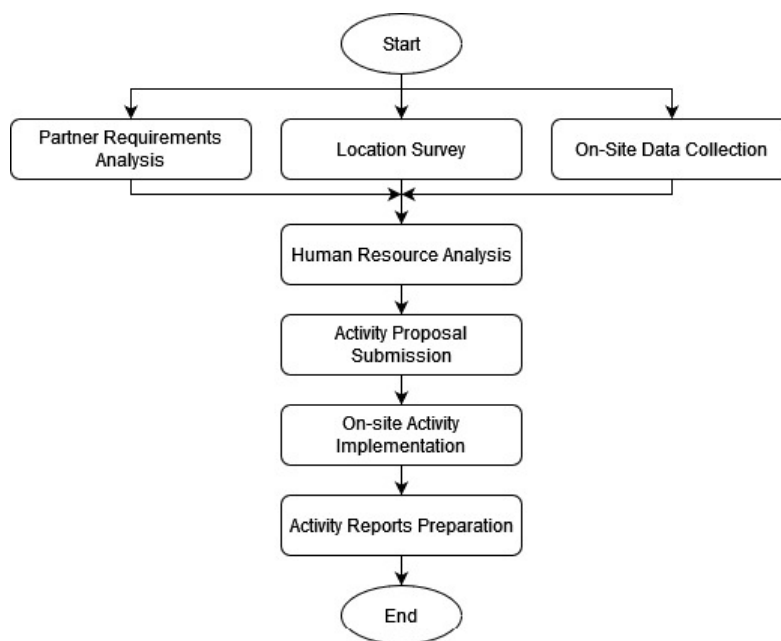 Start
Partner Requirements
Analysis
Location Survey
On-Site Data Collection
Human Resource Analysis
Activity Proposal
Submission
On-site Activity
Implementation
Activity Reports Preparation
End